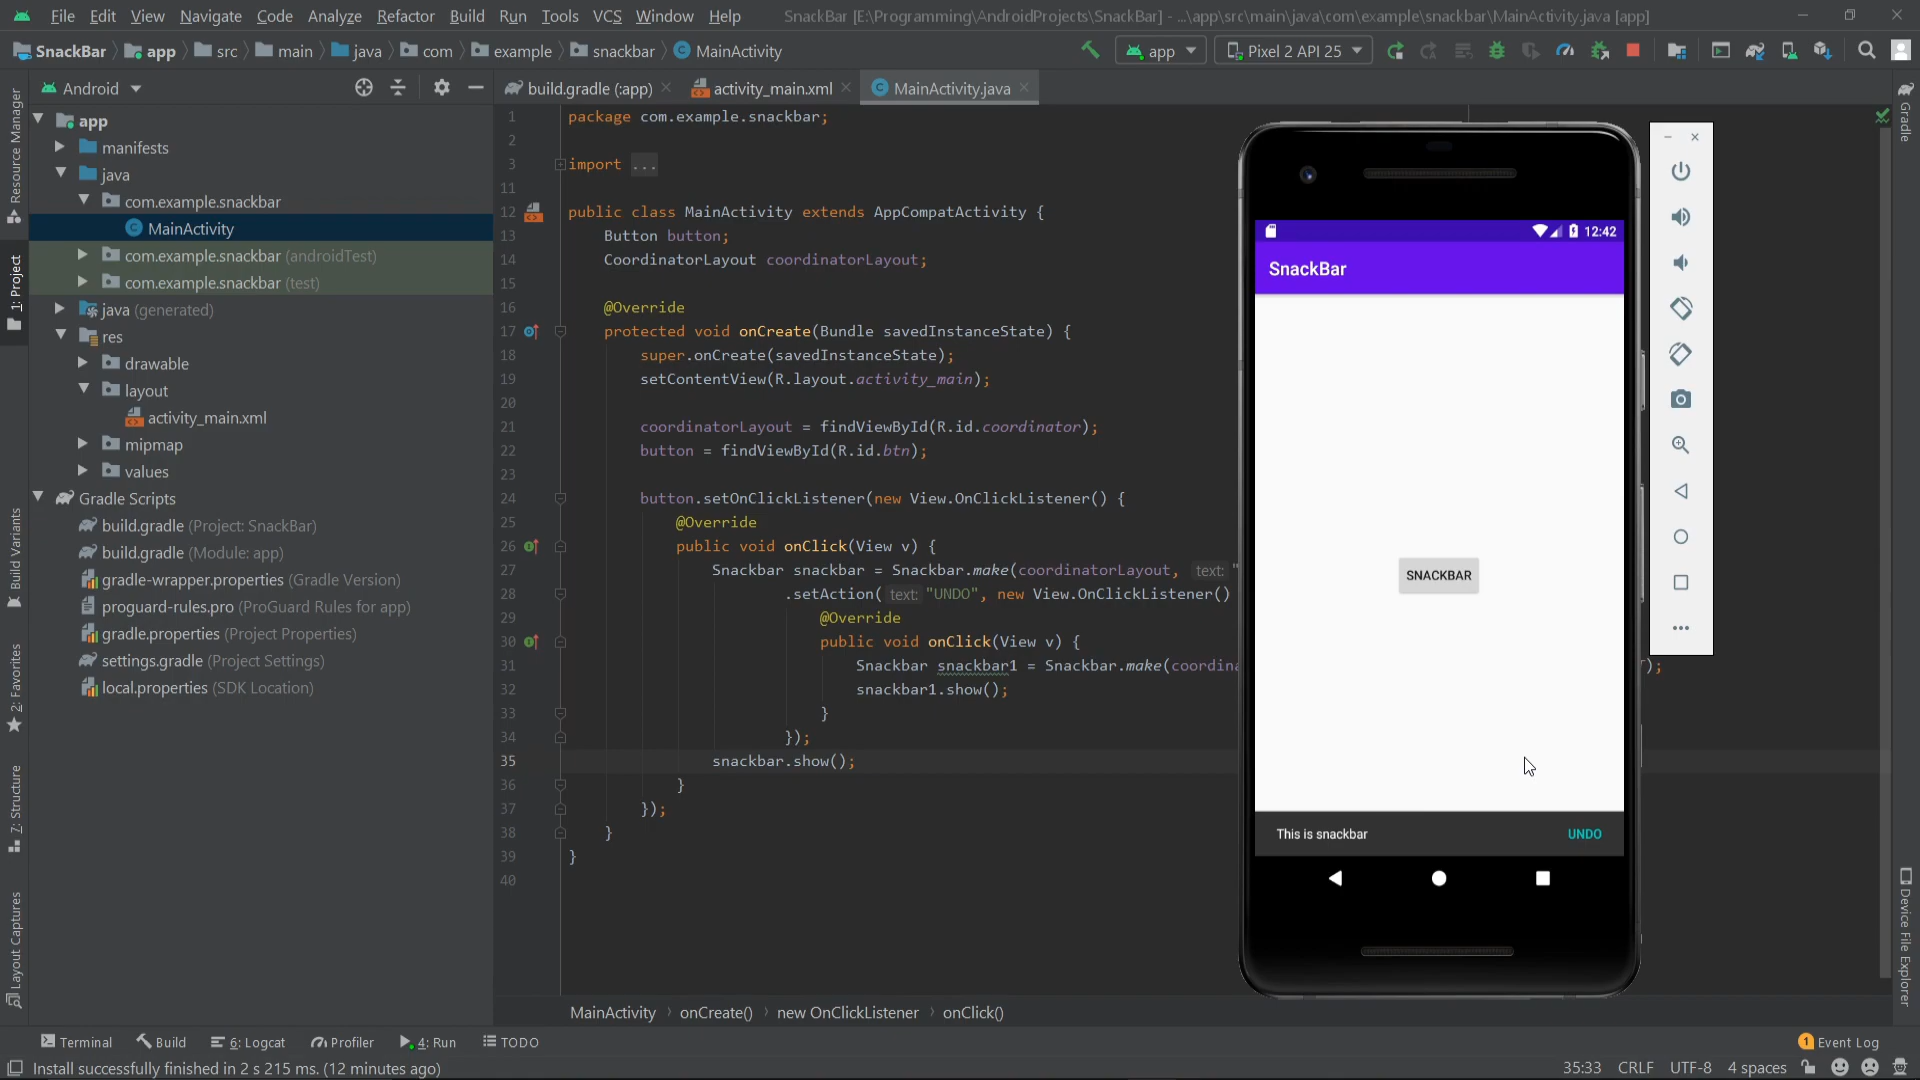 File Edit View Navigate Code Analyze Refactor Build Run Tools VCS Window Help SnackBar [E:\Programming\AndroidProjects\SnackBar] - ...\app\src\main\java\com\example\snackbar\MainActivity.java [app]
SnackBar app src main java com example snackbar MainActivity app Pixel 2 API 25
Android build.gradle (:app) activity_main.xml MainActivity.java
Resource Manager
1: Project
Build Variants
2: Favorites
7: Structure
Layout Captures
app
manifests
java
com.example.snackbar
MainActivity
com.example.snackbar (androidTest)
com.example.snackbar (test)
java (generated)
res
drawable
layout
activity_main.xml
mipmap
values
Gradle Scripts
build.gradle (Project: SnackBar)
build.gradle (Module: app)
gradle-wrapper.properties (Gradle Version)
proguard-rules.pro (ProGuard Rules for app)
gradle.properties (Project Properties)
settings.gradle (Project Settings)
local.properties (SDK Location)
1 package com.example.snackbar;
2
3 import ...
11
12 public class MainActivity extends AppCompatActivity {
13 Button button;
14 CoordinatorLayout coordinatorLayout;
15
16 @Override
17 protected void onCreate(Bundle savedInstanceState) {
18 super.onCreate(savedInstanceState);
19 setContentView(R.layout.activity_main);
20
21 coordinatorLayout = findViewById(R.id.coordinator);
22 button = findViewById(R.id.btn);
23
24 button.setOnClickListener(new View.OnClickListener() {
25 @Override
26 public void onClick(View v) {
27 Snackbar snackbar = Snackbar.make(coordinatorLayout, text: "
28 .setAction( text: "UNDO", new View.OnClickListener()
29 @Override
30 public void onClick(View v) {
31 Snackbar snackbar1 = Snackbar.make(coordina );
32 snackbar1.show();
33 }
34 });
35 snackbar.show();
36 }
37 });
38 }
39 }
40
12:42
SnackBar
SNACKBAR
This is snackbar UNDO
Gradle
Device File Explorer
MainActivity onCreate() new OnClickListener onClick()
Terminal Build 6: Logcat Profiler 4: Run TODO 1 Event Log
Install successfully finished in 2 s 215 ms. (12 minutes ago) 35:33 CRLF UTF-8 4 spaces